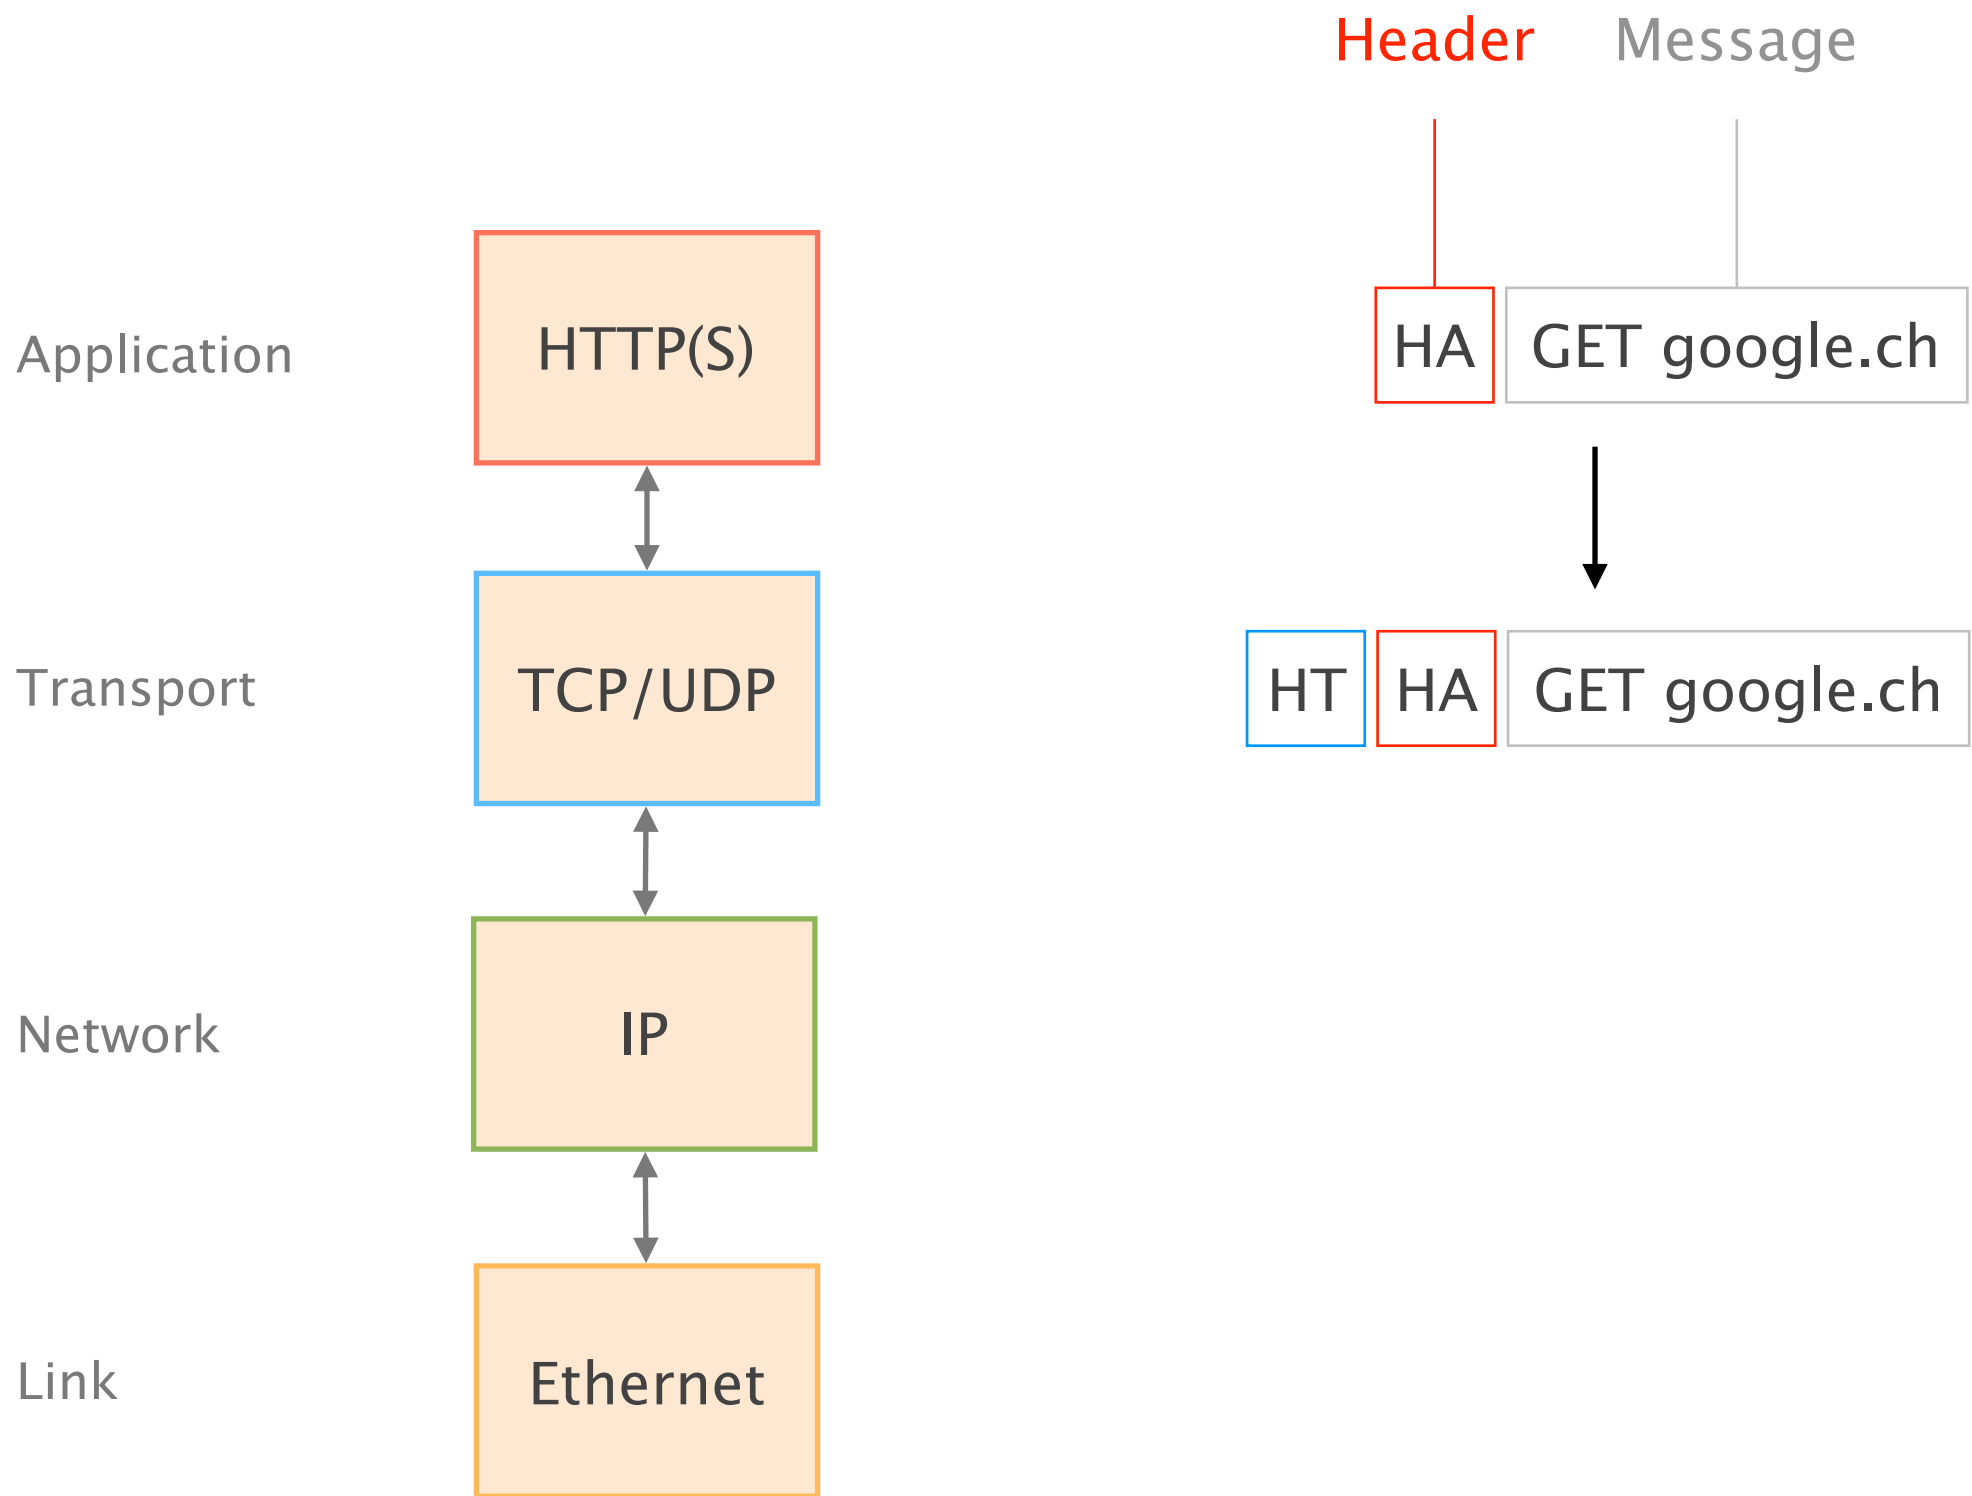 Header Message
Application HTTP(S) HA GET google.ch
Transport TCP/UDP HT HA GET google.ch
Network IP
Link Ethernet